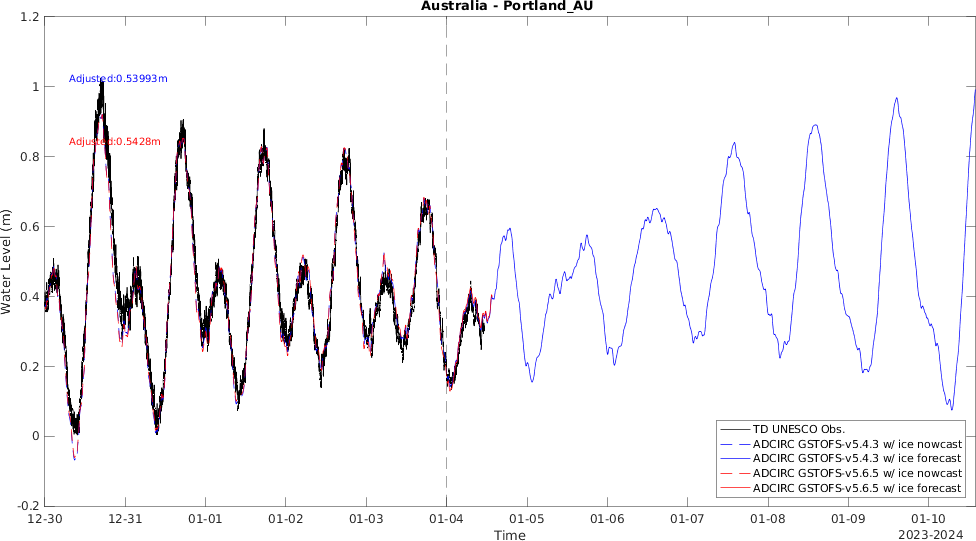 Australia - Portland_AU
1.2
1
0.8
0.6
0.4
0.2
0
-0.2
Water Level (m)
Adjusted:0.53993m
Adjusted:0.5428m
TD UNESCO Obs.
ADCIRC GSTOFS-v5.4.3 w/ ice nowcast
ADCIRC GSTOFS-v5.4.3 w/ ice forecast
ADCIRC GSTOFS-v5.6.5 w/ ice nowcast
ADCIRC GSTOFS-v5.6.5 w/ ice forecast
12-30 12-31 01-01 01-02 01-03 01-04 01-05 01-06 01-07 01-08 01-09 01-10
Time
2023-2024